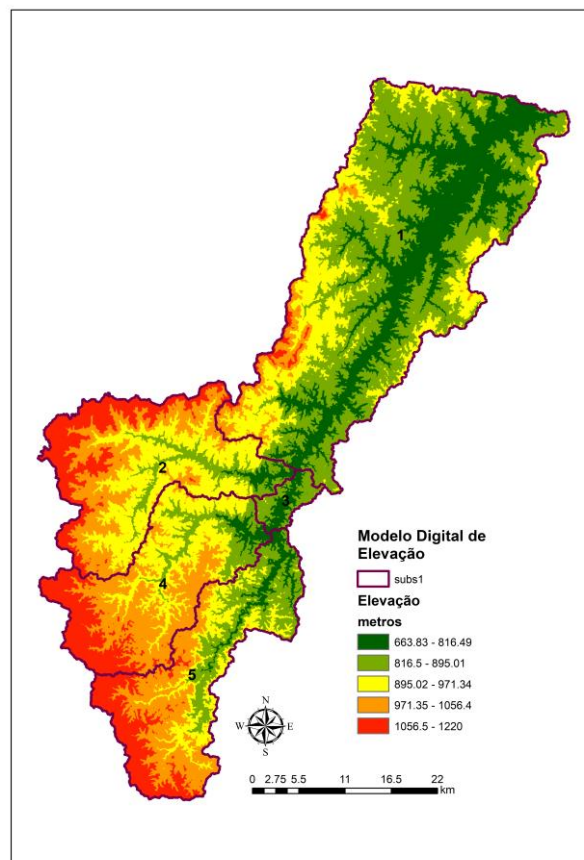 1
2
3
4
5
Modelo Digital de
Elevação
subs1
Elevação
metros
663.83 - 816.49
816.5 - 895.01
895.02 - 971.34
971.35 - 1056.4
1056.5 - 1220
N
W E
S
0 2.75 5.5 11 16.5 22
km